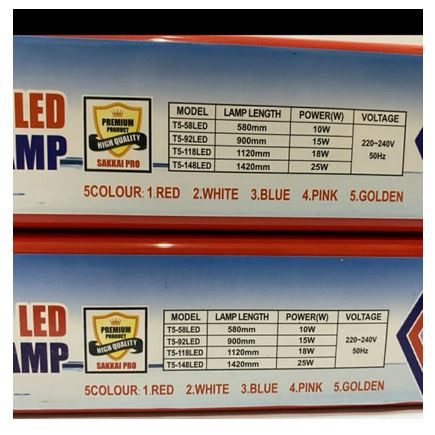 LED
AMP
PREMIUM
PRODUCT
HIGH QUALITY
SAKKAI PRO
MODEL LAMP LENGTH POWER(W) VOLTAGE
T5-58LED 580mm 10W 220~240V 50Hz
T5-92LED 900mm 15W
T5-118LED 1120mm 18W
T5-148LED 1420mm 25W
5COLOUR: 1.RED 2.WHITE 3.BLUE 4.PINK 5.GOLDEN
LED
AMP
PREMIUM
PRODUCT
HIGH QUALITY
SAKKAI PRO
MODEL LAMP LENGTH POWER(W) VOLTAGE
T5-58LED 580mm 10W 220~240V 50Hz
T5-92LED 900mm 15W
T5-118LED 1120mm 18W
T5-148LED 1420mm 25W
5COLOUR: 1.RED 2.WHITE 3.BLUE 4.PINK 5.GOLDEN